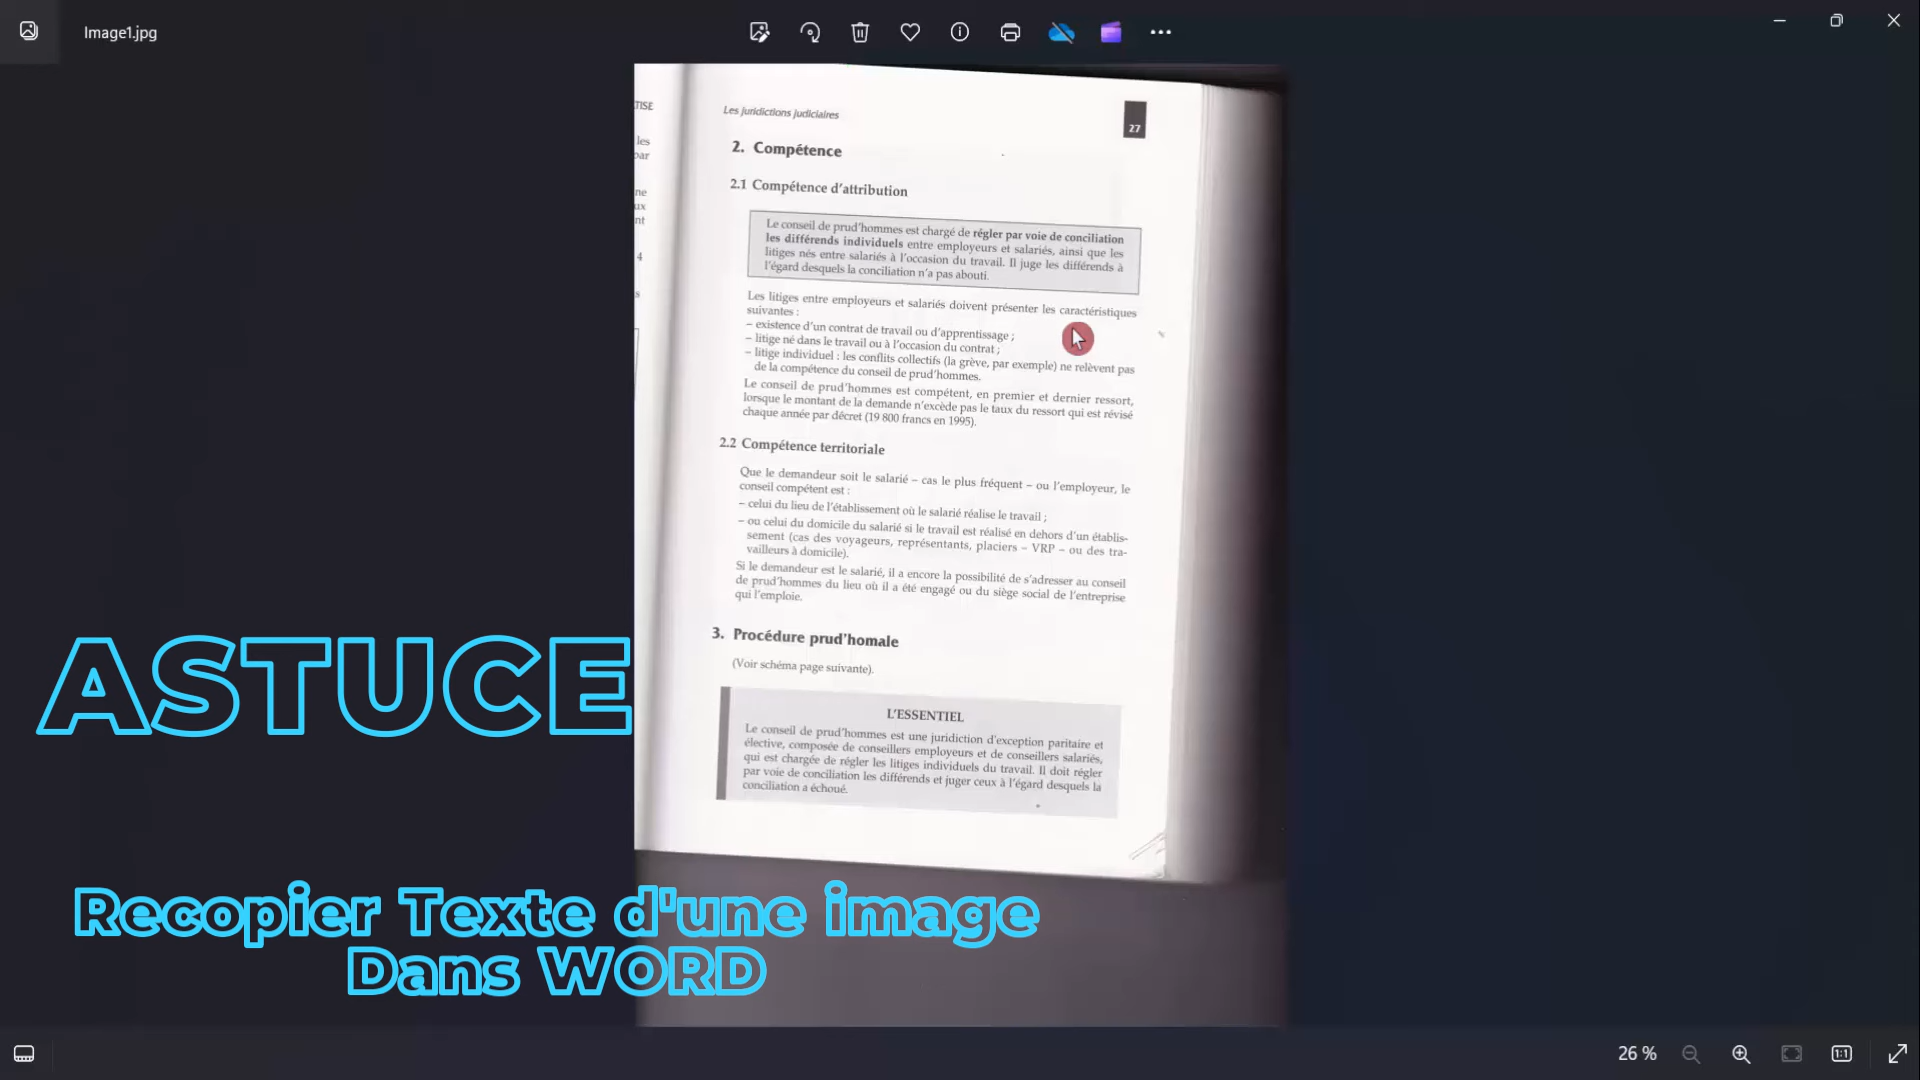 Image1.jpg
TISE
les
par
ne
ux
nt
4
s
Les juridictions judiciaires
27
2. Compétence
2.1 Compétence d'attribution
Le conseil de prud'hommes est chargé de régler par voie de conciliation
les différends individuels entre employeurs et salariés, ainsi que les
litiges nés entre salariés à l'occasion du travail. Il juge les différends à
l'égard desquels la conciliation n'a pas abouti.
Les litiges entre employeurs et salariés doivent présenter les caractéristiques
suivantes :
– existence d'un contrat de travail ou d'apprentissage ;
– litige né dans le travail ou à l'occasion du contrat ;
– litige individuel : les conflits collectifs (la grève, par exemple) ne relèvent pas
de la compétence du conseil de prud'hommes.
Le conseil de prud'hommes est compétent, en premier et dernier ressort,
lorsque le montant de la demande n'excède pas le taux du ressort qui est révisé
chaque année par décret (19 800 francs en 1995).
2.2 Compétence territoriale
Que le demandeur soit le salarié – cas le plus fréquent – ou l'employeur, le
conseil compétent est :
– celui du lieu de l'établissement où le salarié réalise le travail ;
– ou celui du domicile du salarié si le travail est réalisé en dehors d'un établis-
sement (cas des voyageurs, représentants, placiers – VRP – ou des tra-
vailleurs à domicile).
Si le demandeur est le salarié, il a encore la possibilité de s'adresser au conseil
de prud'hommes du lieu où il a été engagé ou du siège social de l'entreprise
qui l'emploie.
3. Procédure prud'homale
(Voir schéma page suivante).
L'ESSENTIEL
Le conseil de prud'hommes est une juridiction d'exception paritaire et
élective, composée de conseillers employeurs et de conseillers salariés,
qui est chargée de régler les litiges individuels du travail. Il doit régler
par voie de conciliation les différends et juger ceux à l'égard desquels la
conciliation a échoué.
ASTUCE
Recopier Texte d'une image
Dans WORD
26 %
1:1